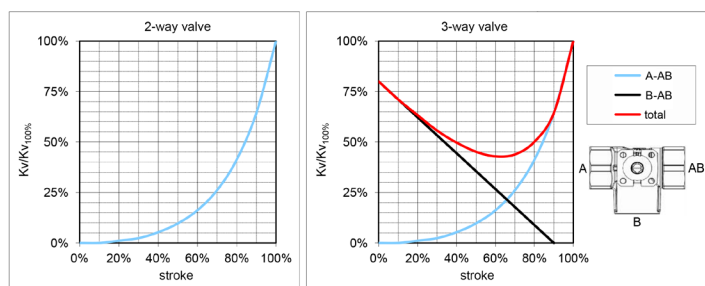 2-way valve
Kv/Kv100%
100%
75%
50%
25%
0%
0% 20% 40% 60% 80% 100%
stroke
3-way valve
Kv/Kv100%
100%
75%
50%
25%
0%
0% 20% 40% 60% 80% 100%
stroke
A-AB
B-AB
total
A
AB
B